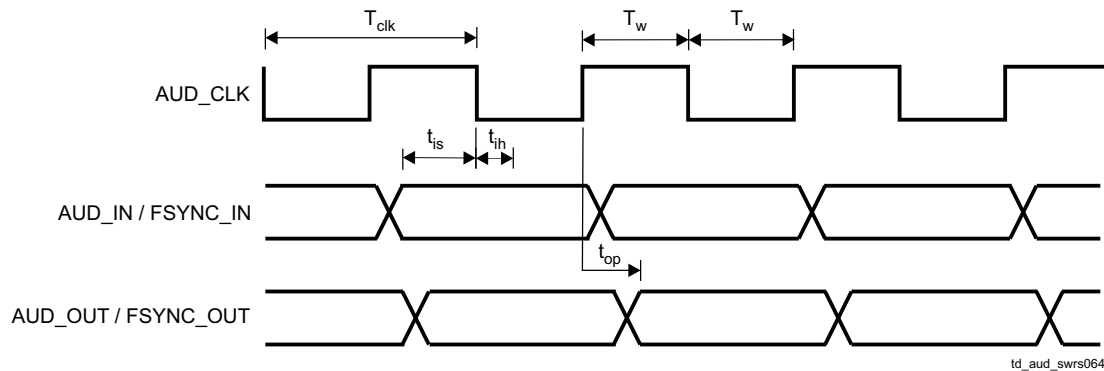 T_clk T_w T_w
AUD_CLK
t_is t_ih
AUD_IN / FSYNC_IN
t_op
AUD_OUT / FSYNC_OUT
td_aud_swrs064